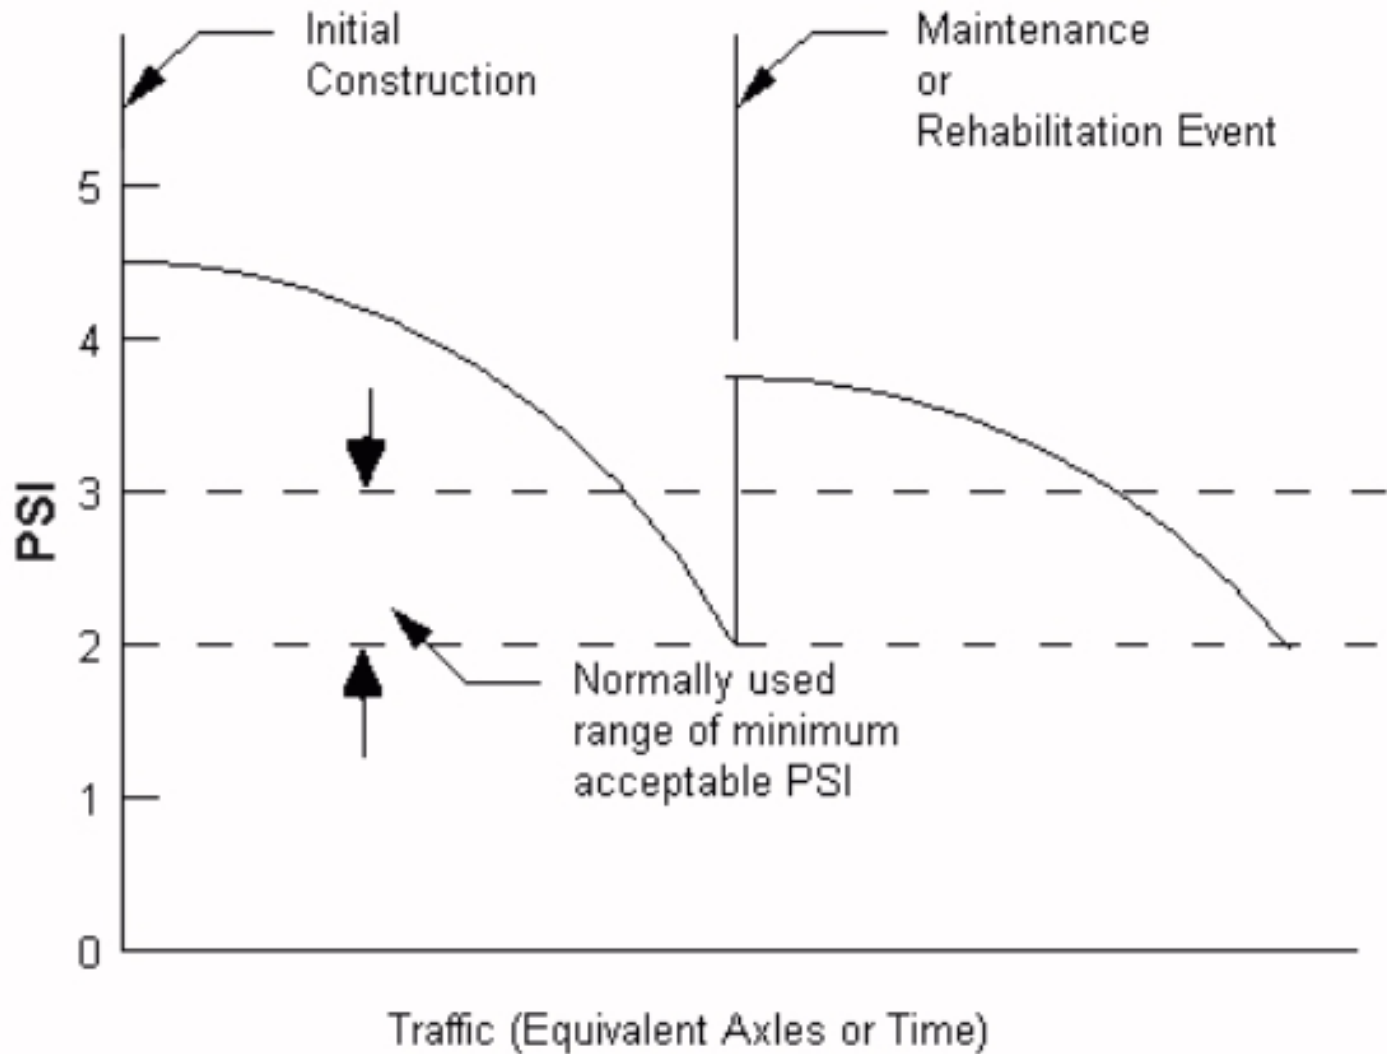 Initial
Construction
Maintenance
or
Rehabilitation Event
5
4
3
2
1
0
PSI
Normally used
range of minimum
acceptable PSI
Traffic (Equivalent Axles or Time)